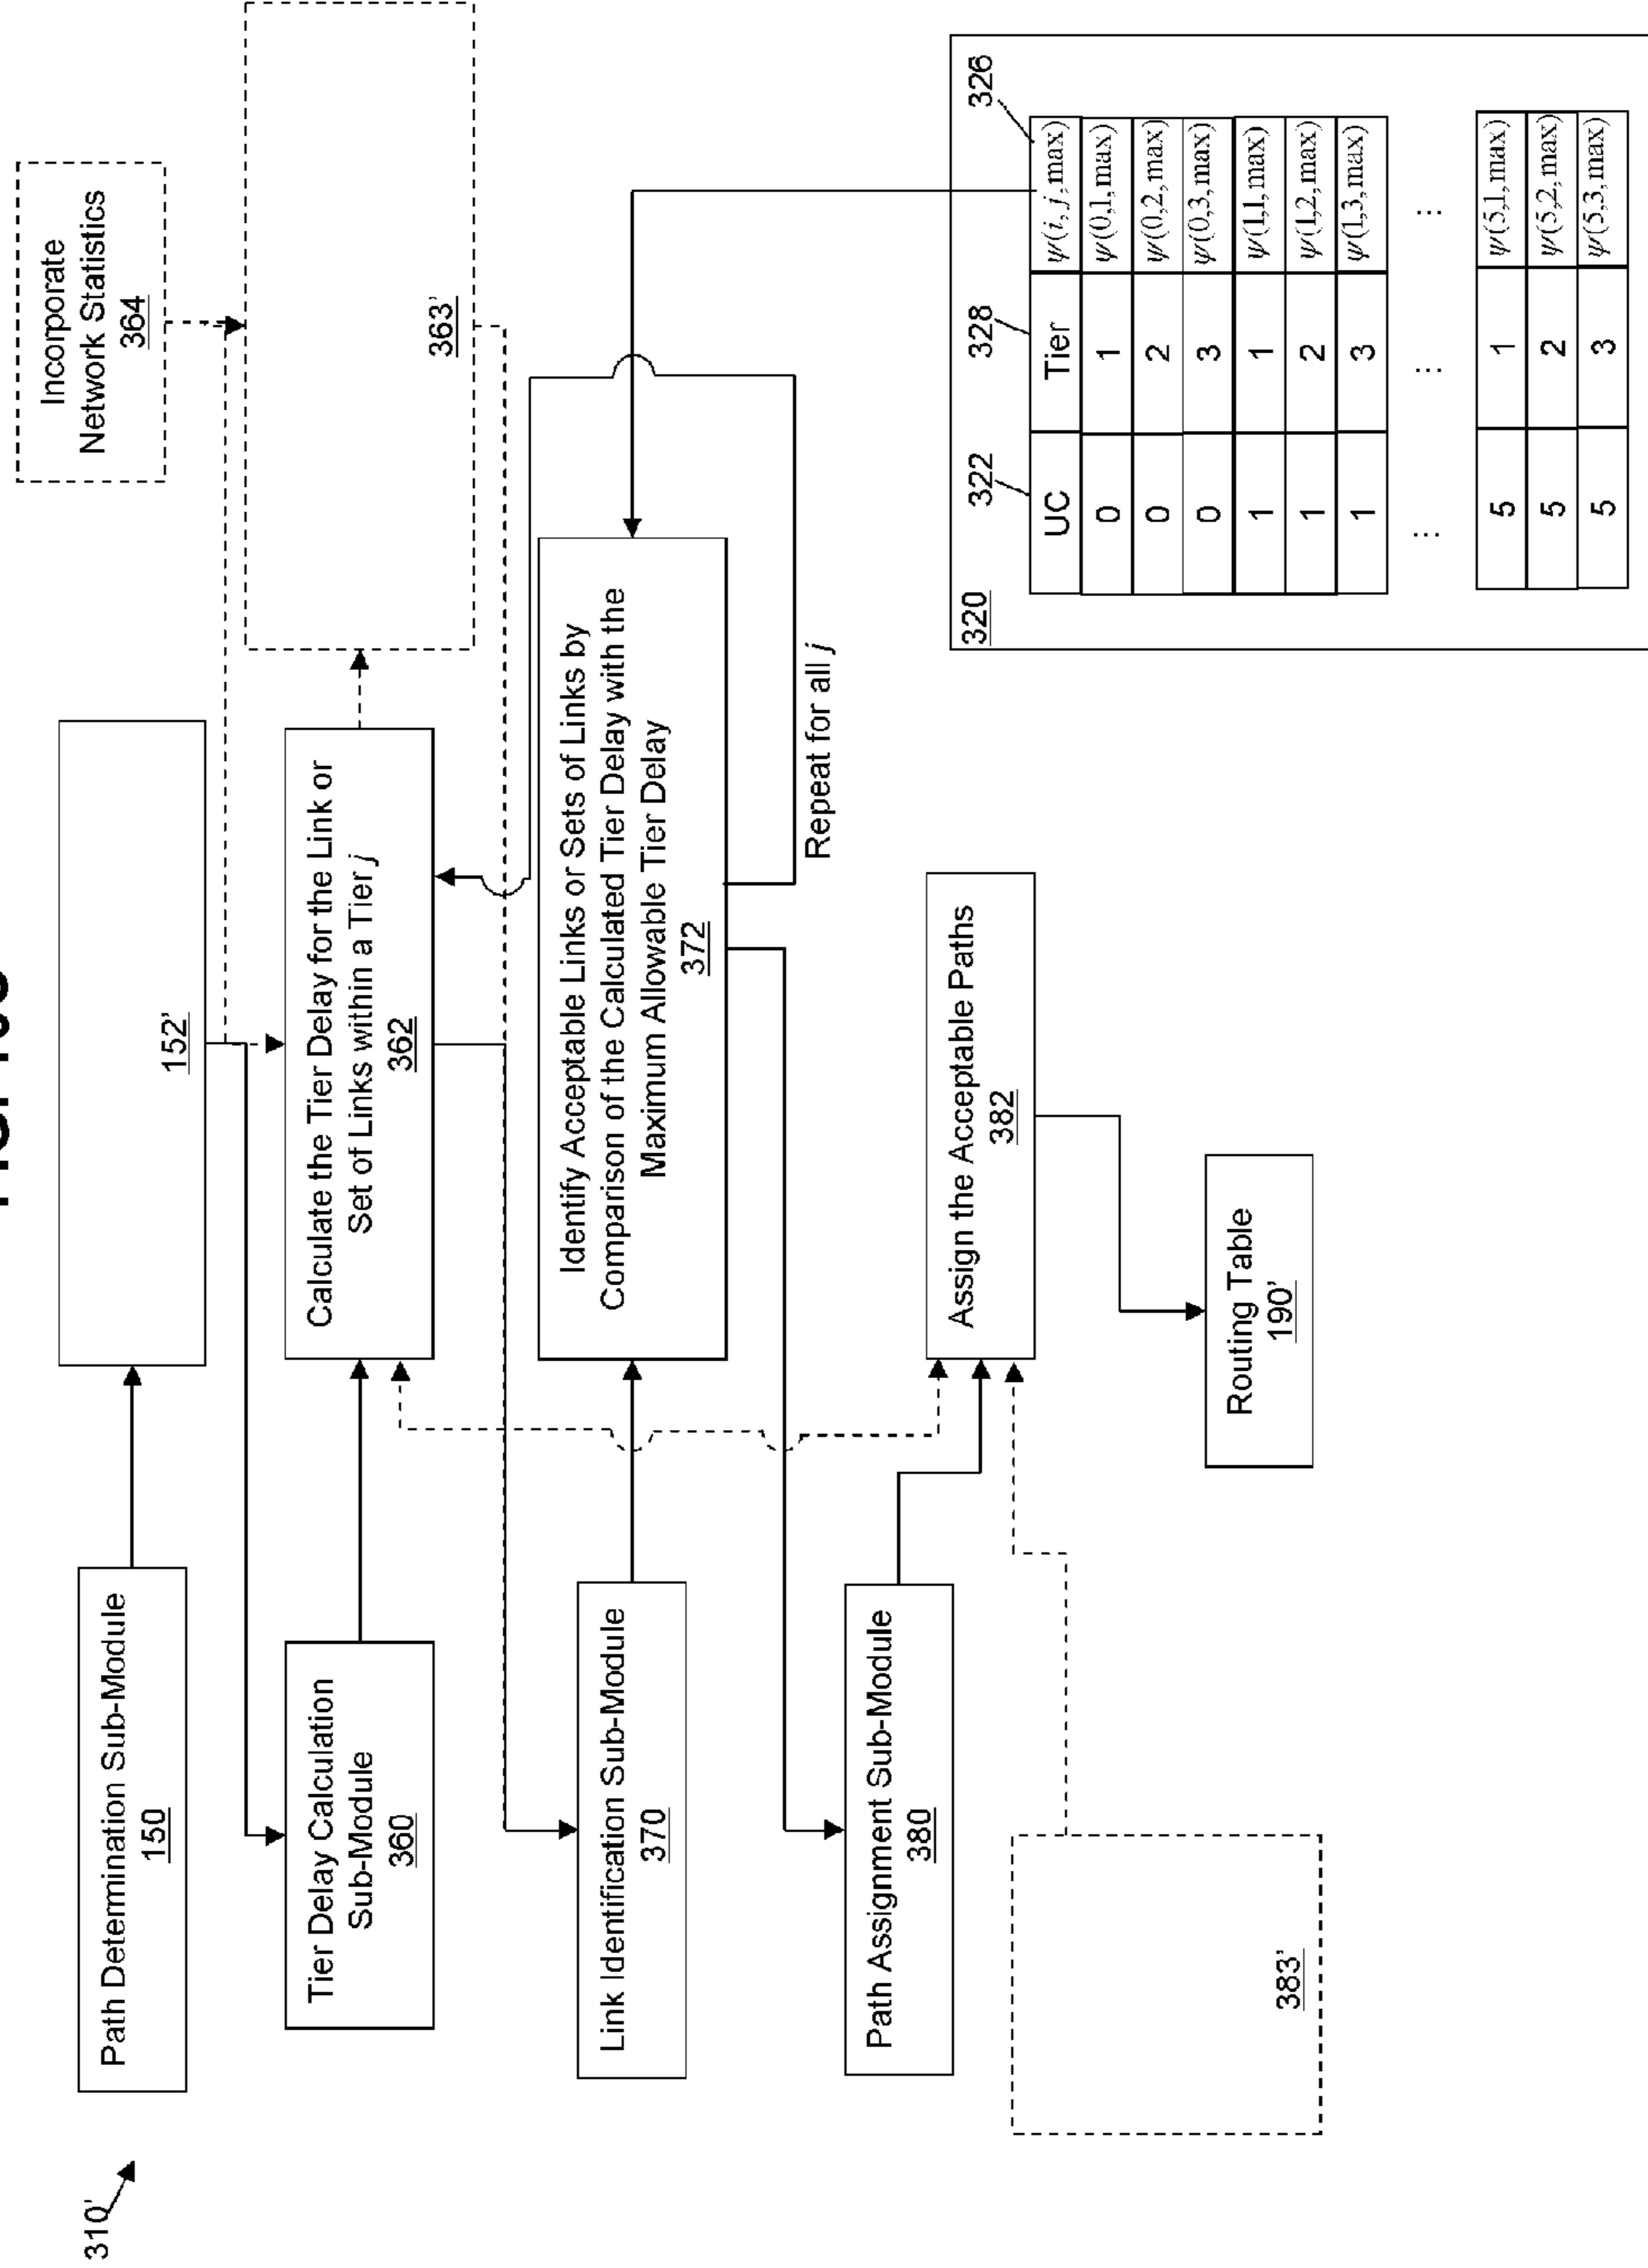 310'
Path Determination Sub-Module
150
152'
Incorporate
Network Statistics
364
Tier Delay Calculation
Sub-Module
360
Calculate the Tier Delay for the Link or
Set of Links within a Tier j
362
363'
Link Identification Sub-Module
370
Identify Acceptable Links or Sets of Links by
Comparison of the Calculated Tier Delay with the
Maximum Allowable Tier Delay
372
Repeat for all j
Path Assignment Sub-Module
380
Assign the Acceptable Paths
382
383'
Routing Table
190'
320
322
328
326
UC Tier ψ(i, j, max)
0 1 ψ(0,1,max)
0 2 ψ(0,2,max)
0 3 ψ(0,3,max)
1 1 ψ(1,1,max)
1 2 ψ(1,2,max)
1 3 ψ(1,3,max)
... ... ...
5 1 ψ(5,1,max)
5 2 ψ(5,2,max)
5 3 ψ(5,3,max)